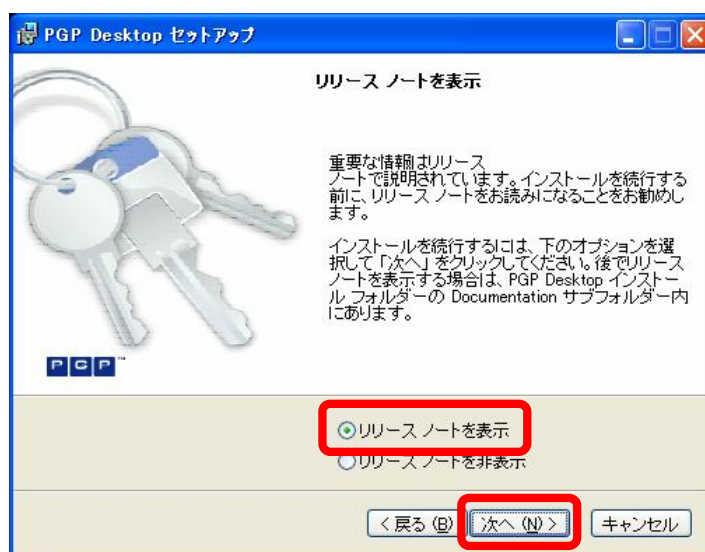 PGP Desktop セットアップ
リリース ノートを表示
重要な情報はリリース
ノートで説明されています。インストールを続行する
前に、リリース ノートをお読みになることをお勧めし
ます。
インストールを続行するには、下のオプションを選
択して「次へ」をクリックしてください。後でリリース
ノートを表示する場合は、PGP Desktop インストー
ル フォルダーの Documentation サブフォルダー内
にあります。
PGP™
リリース ノートを表示
リリース ノートを非表示
< 戻る (B)
次へ (N) >
キャンセル